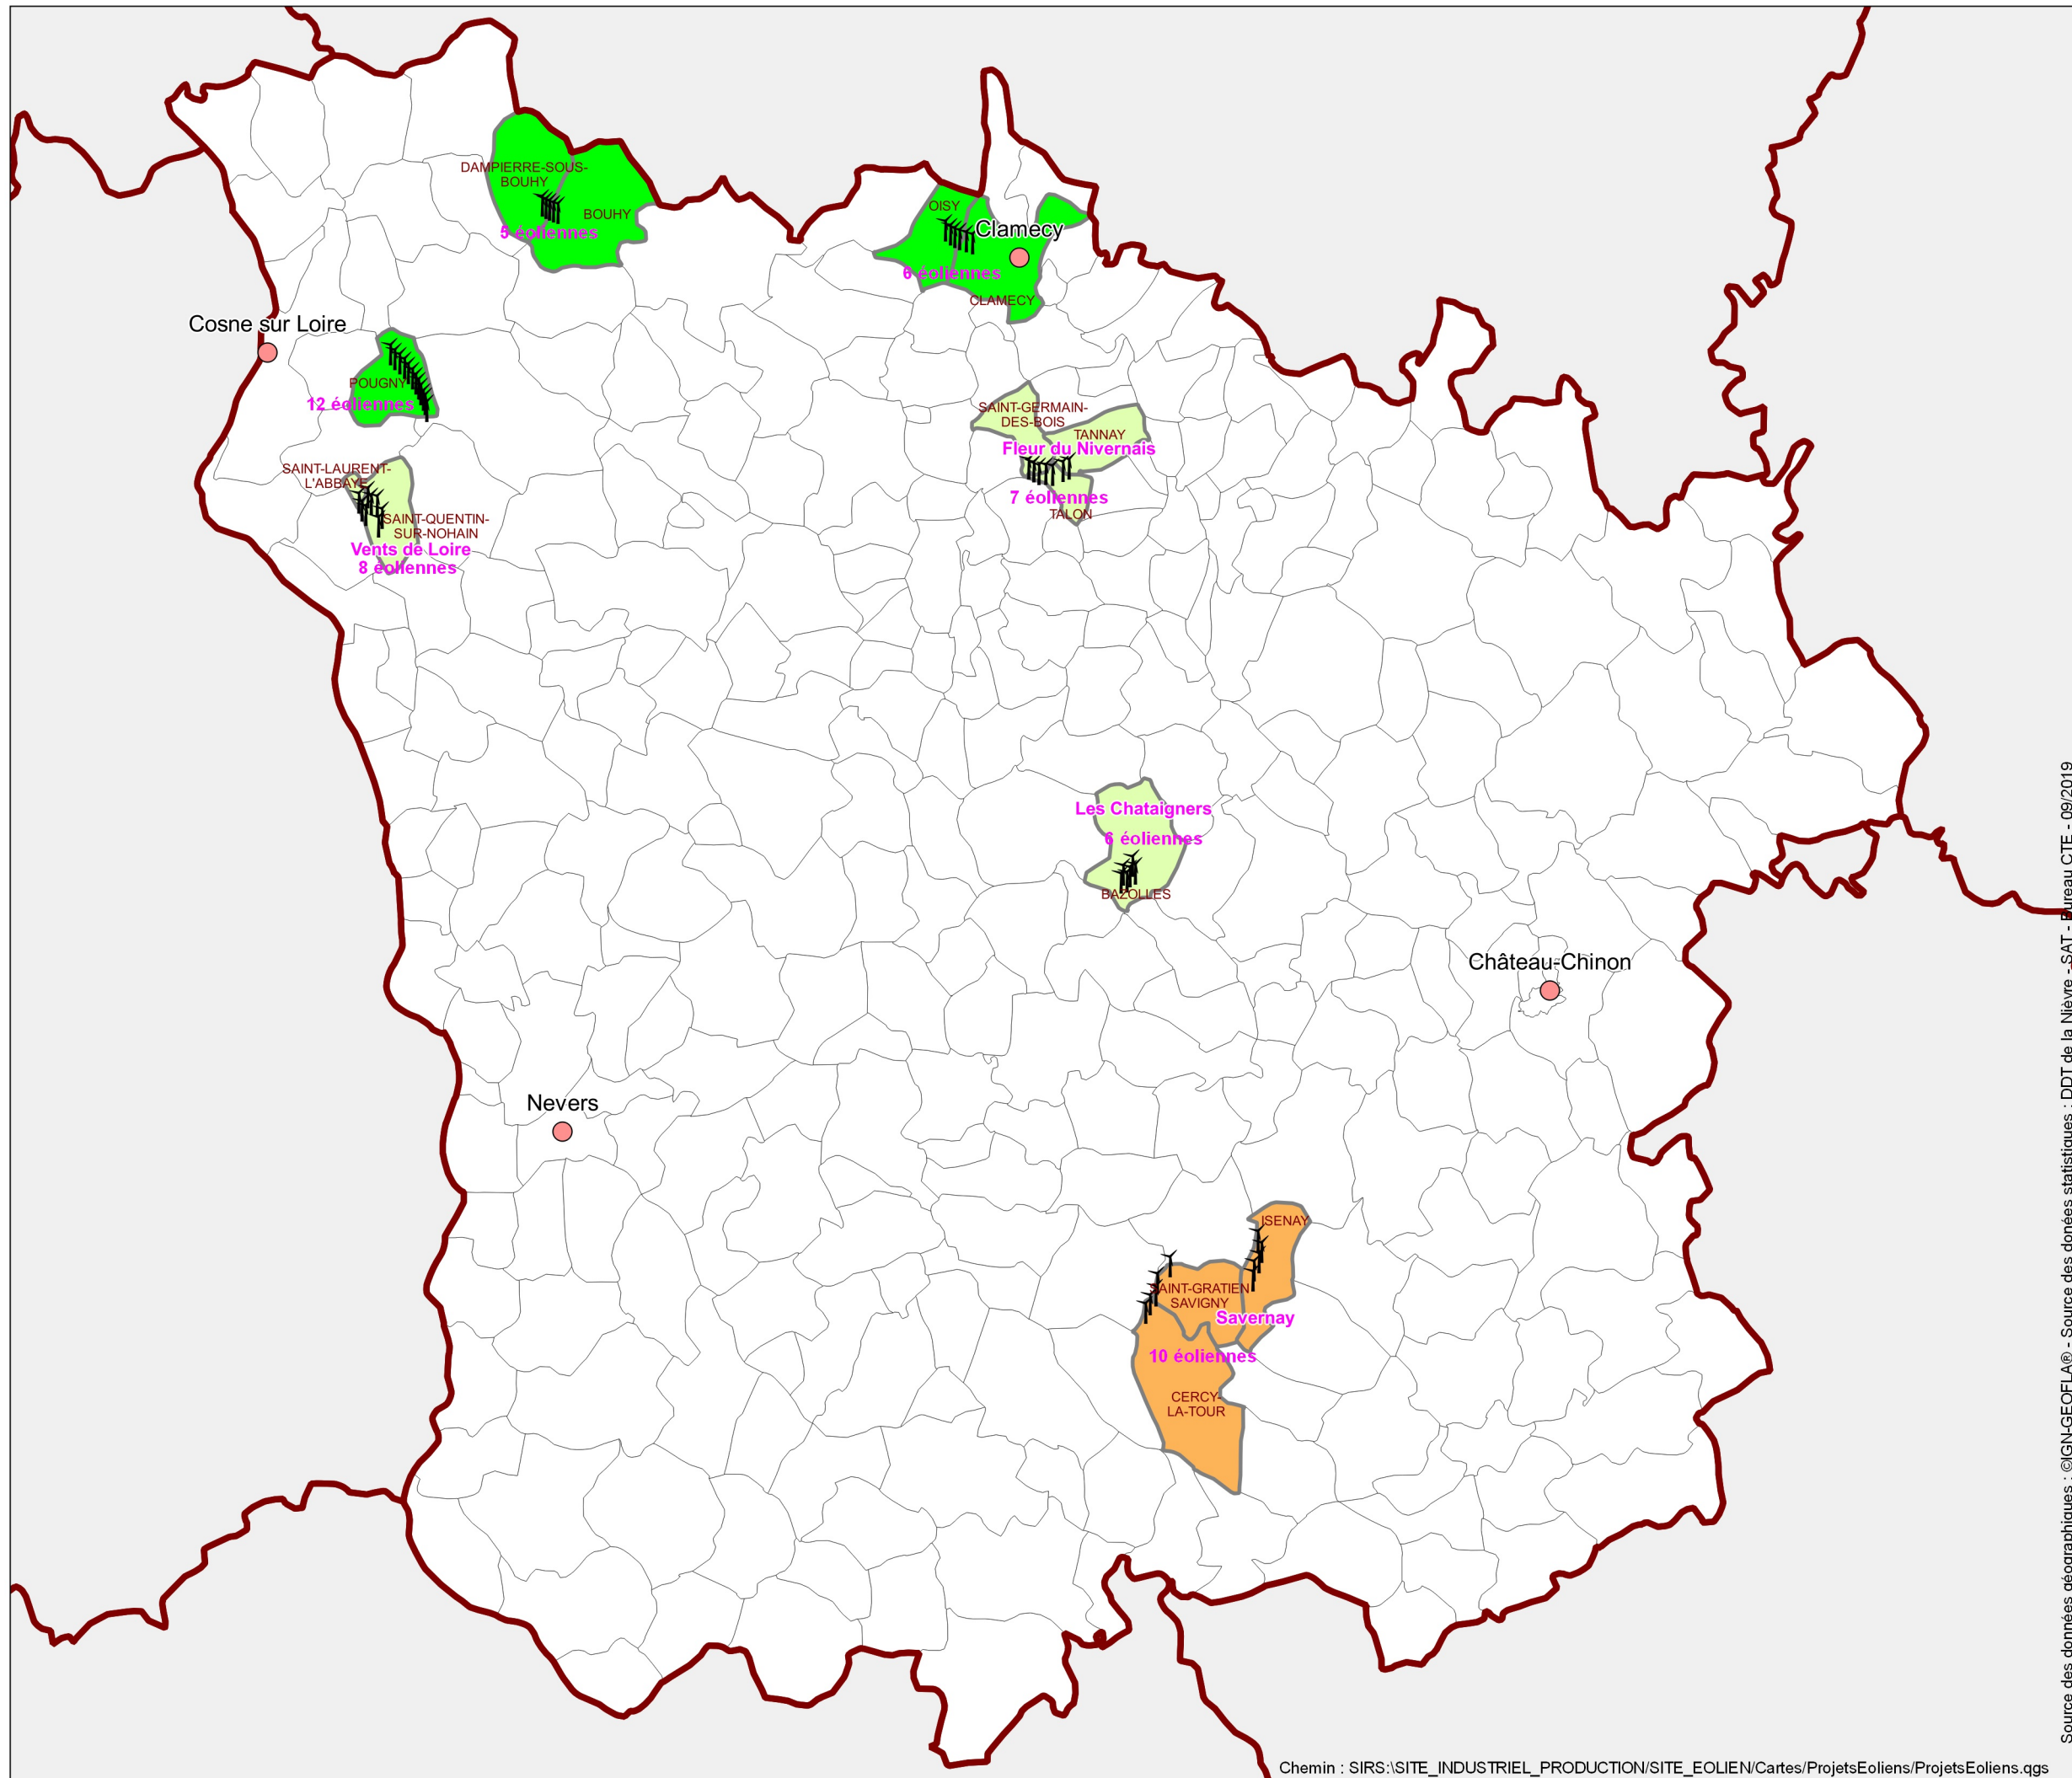 DAMPIERRE-SOUS-
BOUHY
BOUHY
5 éoliennes
OISY
Clamecy
6 éoliennes
CLAMECY
Cosne sur Loire
POUGNY
12 éoliennes
SAINT-GERMAIN-
DES-BOIS
TANNAY
Fleur du Nivernais
7 éoliennes
TALON
SAINT-LAURENT-
L'ABBAYE
SAINT-QUENTIN-
SUR-NOHAIN
Vents de Loire
8 éoliennes
Les Chataigners
6 éoliennes
BAZOLLES
Château-Chinon
Nevers
ISENAY
SAINT-GRATIEN
SAVIGNY
Savernay
10 éoliennes
CERCY-
LA-TOUR
Source des données géographiques : ©IGN-GEOFLA® - Source des donées statistiques : DDT de la Nièvre - SAT - Bureau CTE - 09/2019
Chemin : SIRS:\SITE_INDUSTRIEL_PRODUCTION/SITE_EOLIEN/Cartes/ProjetsEoliens/ProjetsEoliens.qgs